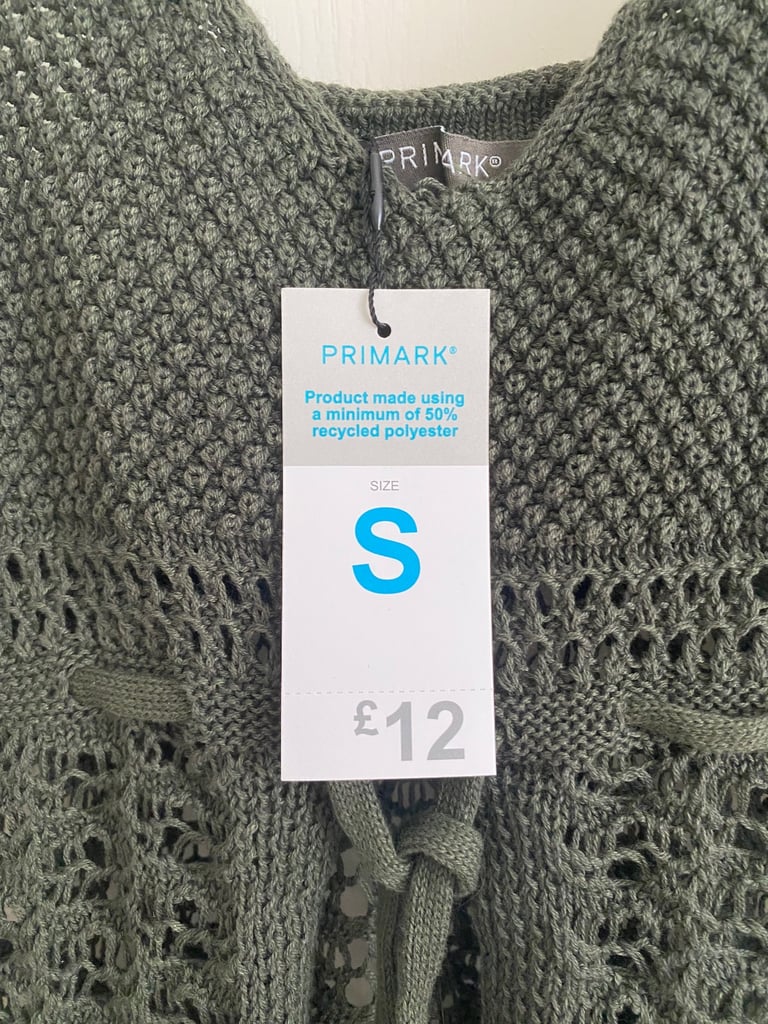 PRIMARK®
PRIMARK®
Product made using
a minimum of 50%
recycled polyester
SIZE
S
£12